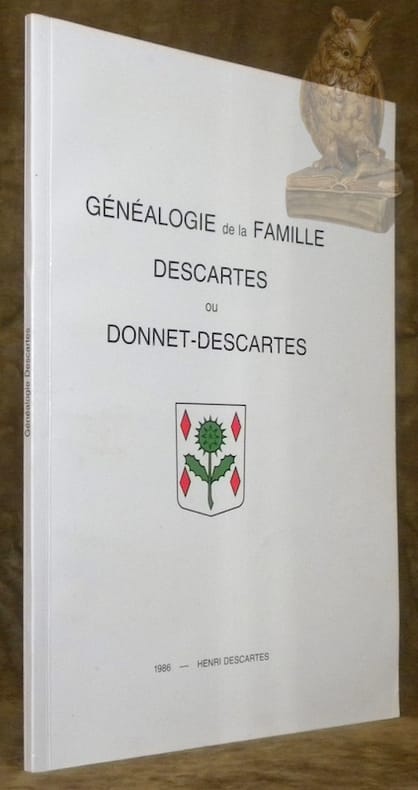 GÉNÉALOGIE de la FAMILLE
DESCARTES
ou
DONNET-DESCARTES
1986 — HENRI DESCARTES
Généalogie Descartes